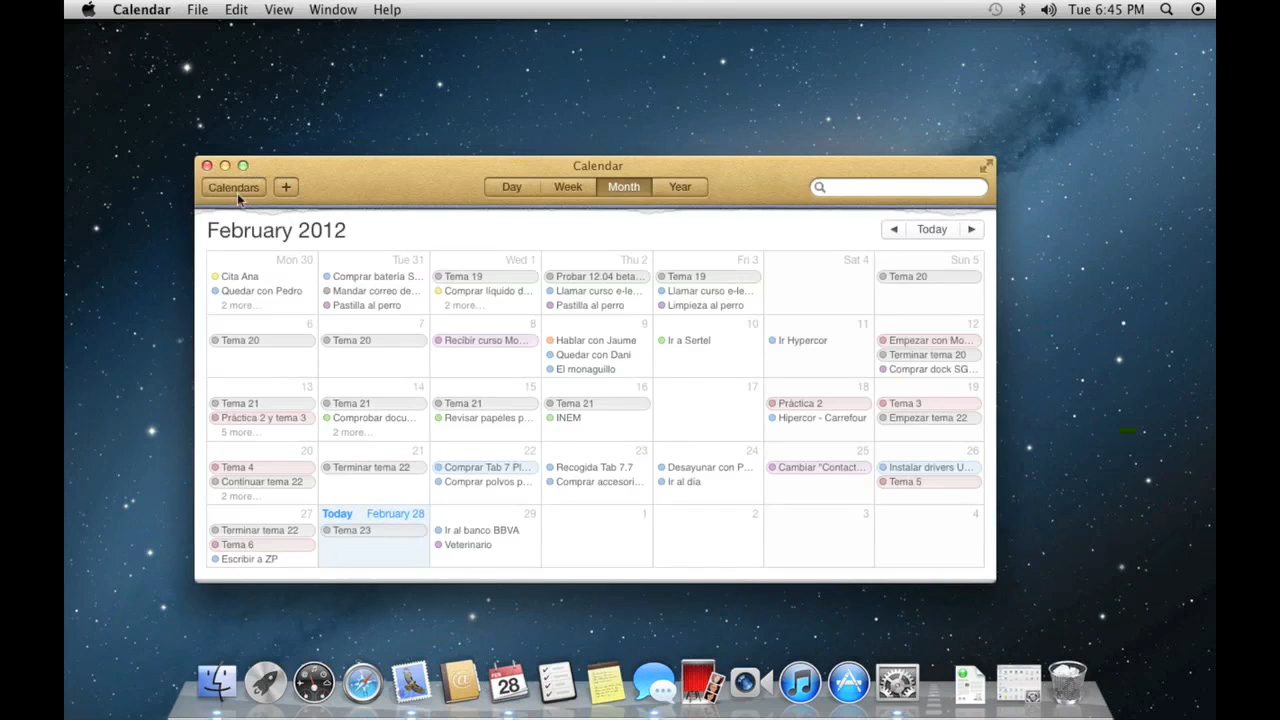 Calendar File Edit View Window Help Tue 6:45 PM
Calendar
Calendars + Day Week Month Year
February 2012 Today
Mon 30 Tue 31 Wed 1 Thu 2 Fri 3 Sat 4 Sun 5
Cita Ana Comprar batería S... Tema 19 Probar 12.04 beta... Tema 19 Tema 20
Quedar con Pedro Mandar correo de... Comprar líquido d... Llamar curso e-le... Llamar curso e-le...
2 more... Pastilla al perro 2 more... Pastilla al perro Limpieza al perro
6 7 8 9 10 11 12
Tema 20 Tema 20 Recibir curso Mo... Hablar con Jaume Ir a Sertel Ir Hypercor Empezar con Mo...
Quedar con Dani Terminar tema 20
El monaguillo Comprar dock SG...
13 14 15 16 17 18 19
Tema 21 Tema 21 Tema 21 Tema 21 Práctica 2 Tema 3
Práctica 2 y tema 3 Comprobar docu... Revisar papeles p... INEM Hipercor - Carrefour Empezar tema 22
5 more... 2 more...
20 21 22 23 24 25 26
Tema 4 Terminar tema 22 Comprar Tab 7 Pl... Recogida Tab 7.7 Desayunar con P... Cambiar "Contact... Instalar drivers U...
Continuar tema 22 Comprar polvos p... Comprar accesori... Ir al día Tema 5
2 more...
27 Today February 28 29 1 2 3 4
Terminar tema 22 Tema 23 Ir al banco BBVA
Tema 6 Veterinario
Escribir a ZP
FEB
28